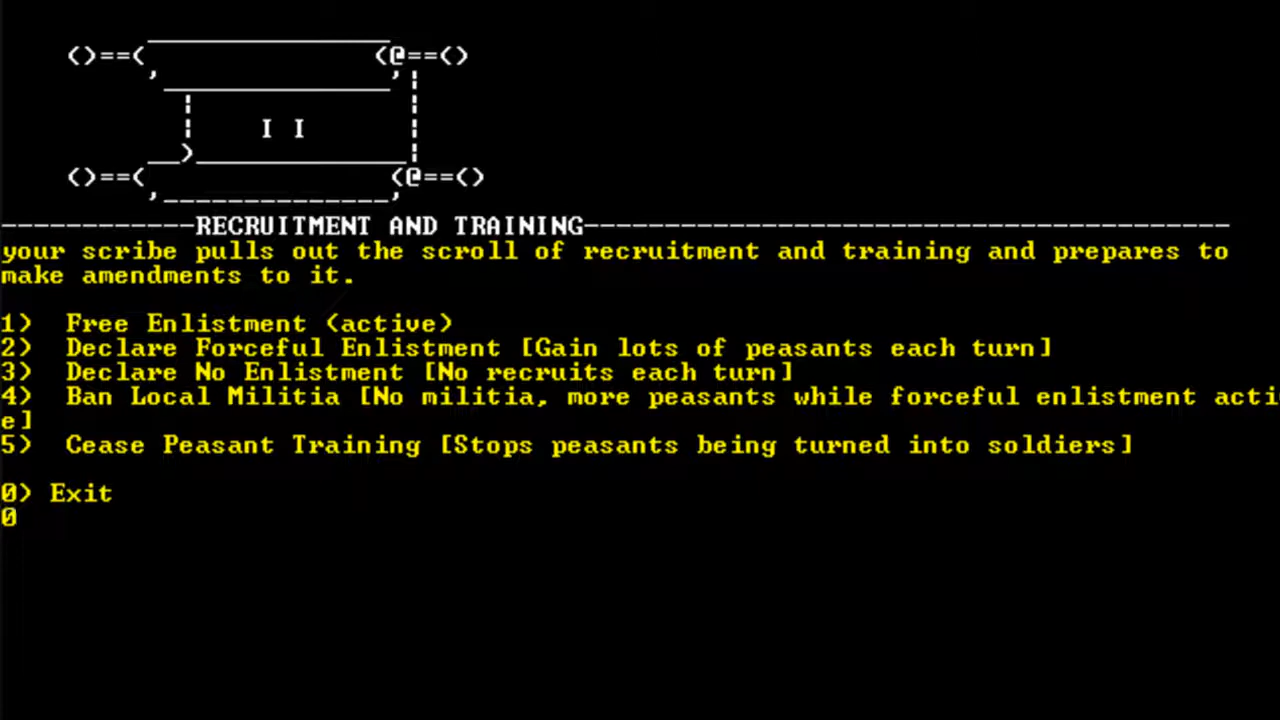 ()==(                (@==()
I I
()==(                (@==()
------------RECRUITMENT AND TRAINING----------------------------------------
your scribe pulls out the scroll of recruitment and training and prepares to
make amendments to it.
1)  Free Enlistment (active)
2)  Declare Forceful Enlistment [Gain lots of peasants each turn]
3)  Declare No Enlistment [No recruits each turn]
4)  Ban Local Militia [No militia, more peasants while forceful enlistment activ
e]
5)  Cease Peasant Training [Stops peasants being turned into soldiers]
0) Exit
0